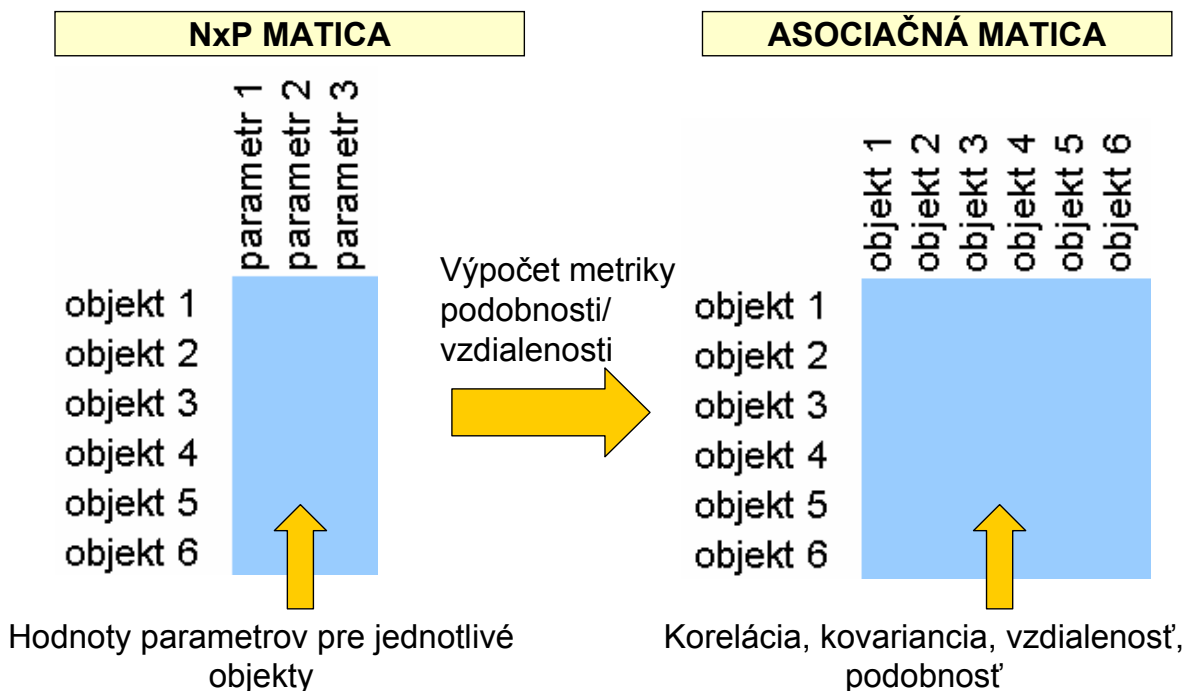 NxP MATICA
parametr 1
parametr 2
parametr 3
objekt 1
objekt 2
objekt 3
objekt 4
objekt 5
objekt 6
Hodnoty parametrov pre jednotlivé
objekty
Výpočet metriky
podobnosti/
vzdialenosti
ASOCIAČNÁ MATICA
objekt 1
objekt 2
objekt 3
objekt 4
objekt 5
objekt 6
objekt 1
objekt 2
objekt 3
objekt 4
objekt 5
objekt 6
Korelácia, kovariancia, vzdialenosť,
podobnosť